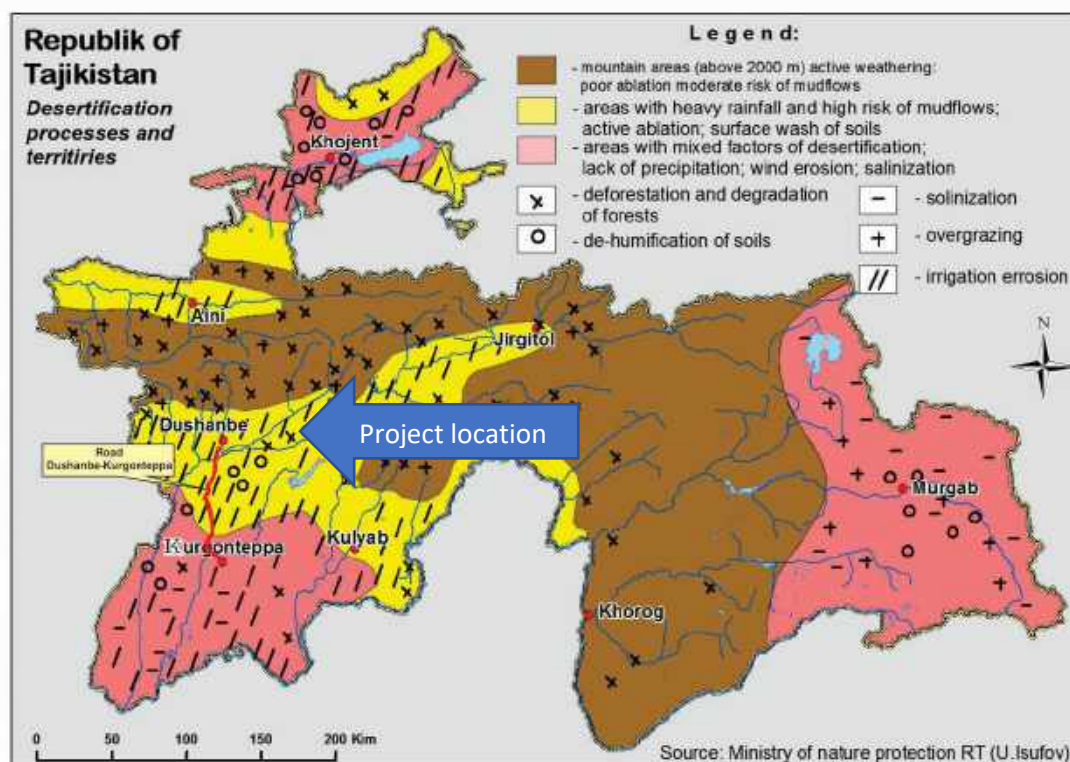 Republik of
Tajikistan
Desertification
processes and
territiries
Legend:
- mountain areas (above 2000 m) active weathering:
poor ablation moderate risk of mudflows
- areas with heavy rainfall and high risk of mudflows;
active ablation; surface wash of soils
- areas with mixed factors of desertification;
lack of precipitation; wind erosion; salinization
- deforestation and degradation
of forests
- de-humification of soils
- solinization
- overgrazing
- irrigation errosion
N
Khojent
Aini
Jirgitol
Dushanbe
Project location
Road
Dushanbe-Kurgonteppa
Murgab
Kurgonteppa
Kulyab
Khorog
0 50 100 150 200 Km
Source: Ministry of nature protection RT (U.Isufov)